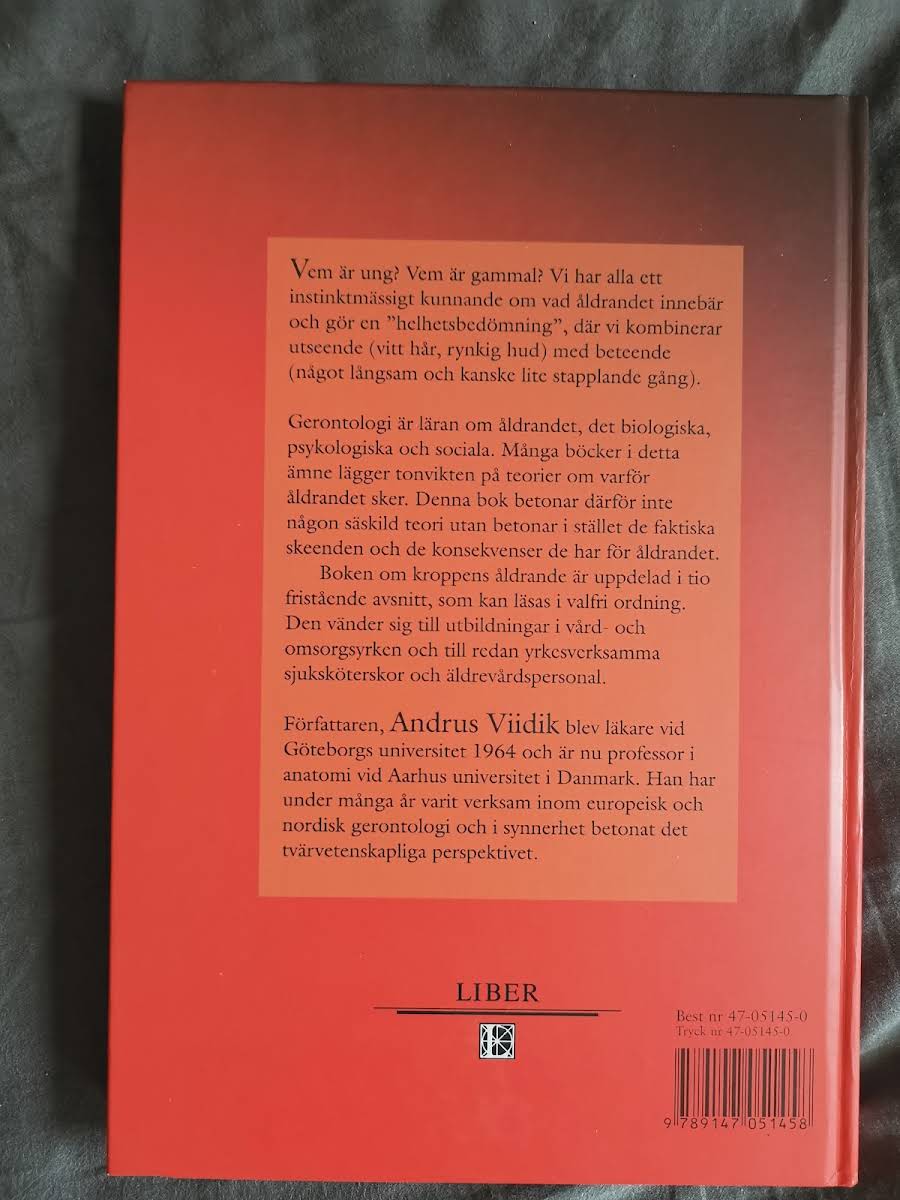 Vem är ung? Vem är gammal? Vi har alla ett
instinktmässigt kunnande om vad åldrandet innebär
och gör en ”helhetsbedömning”, där vi kombinerar
utseende (vitt hår, rynkig hud) med beteende
(något långsam och kanske lite stapplande gång).
Gerontologi är läran om åldrandet, det biologiska,
psykologiska och sociala. Många böcker i detta
ämne lägger tonvikten på teorier om varför
åldrandet sker. Denna bok betonar därför inte
någon säskild teori utan betonar i stället de faktiska
skeenden och de konsekvenser de har för åldrandet.
Boken om kroppens åldrande är uppdelad i tio
fristående avsnitt, som kan läsas i valfri ordning.
Den vänder sig till utbildningar i vård- och
omsorgsyrken och till redan yrkesverksamma
sjuksköterskor och äldrevårdspersonal.
Författaren, Andrus Viidik blev läkare vid
Göteborgs universitet 1964 och är nu professor i
anatomi vid Aarhus universitet i Danmark. Han har
under många år varit verksam inom europeisk och
nordisk gerontologi och i synnerhet betonat det
tvärvetenskapliga perspektivet.
LIBER
Best nr 47-05145-0
Tryck nr 47-05145-0
9 789147 051458